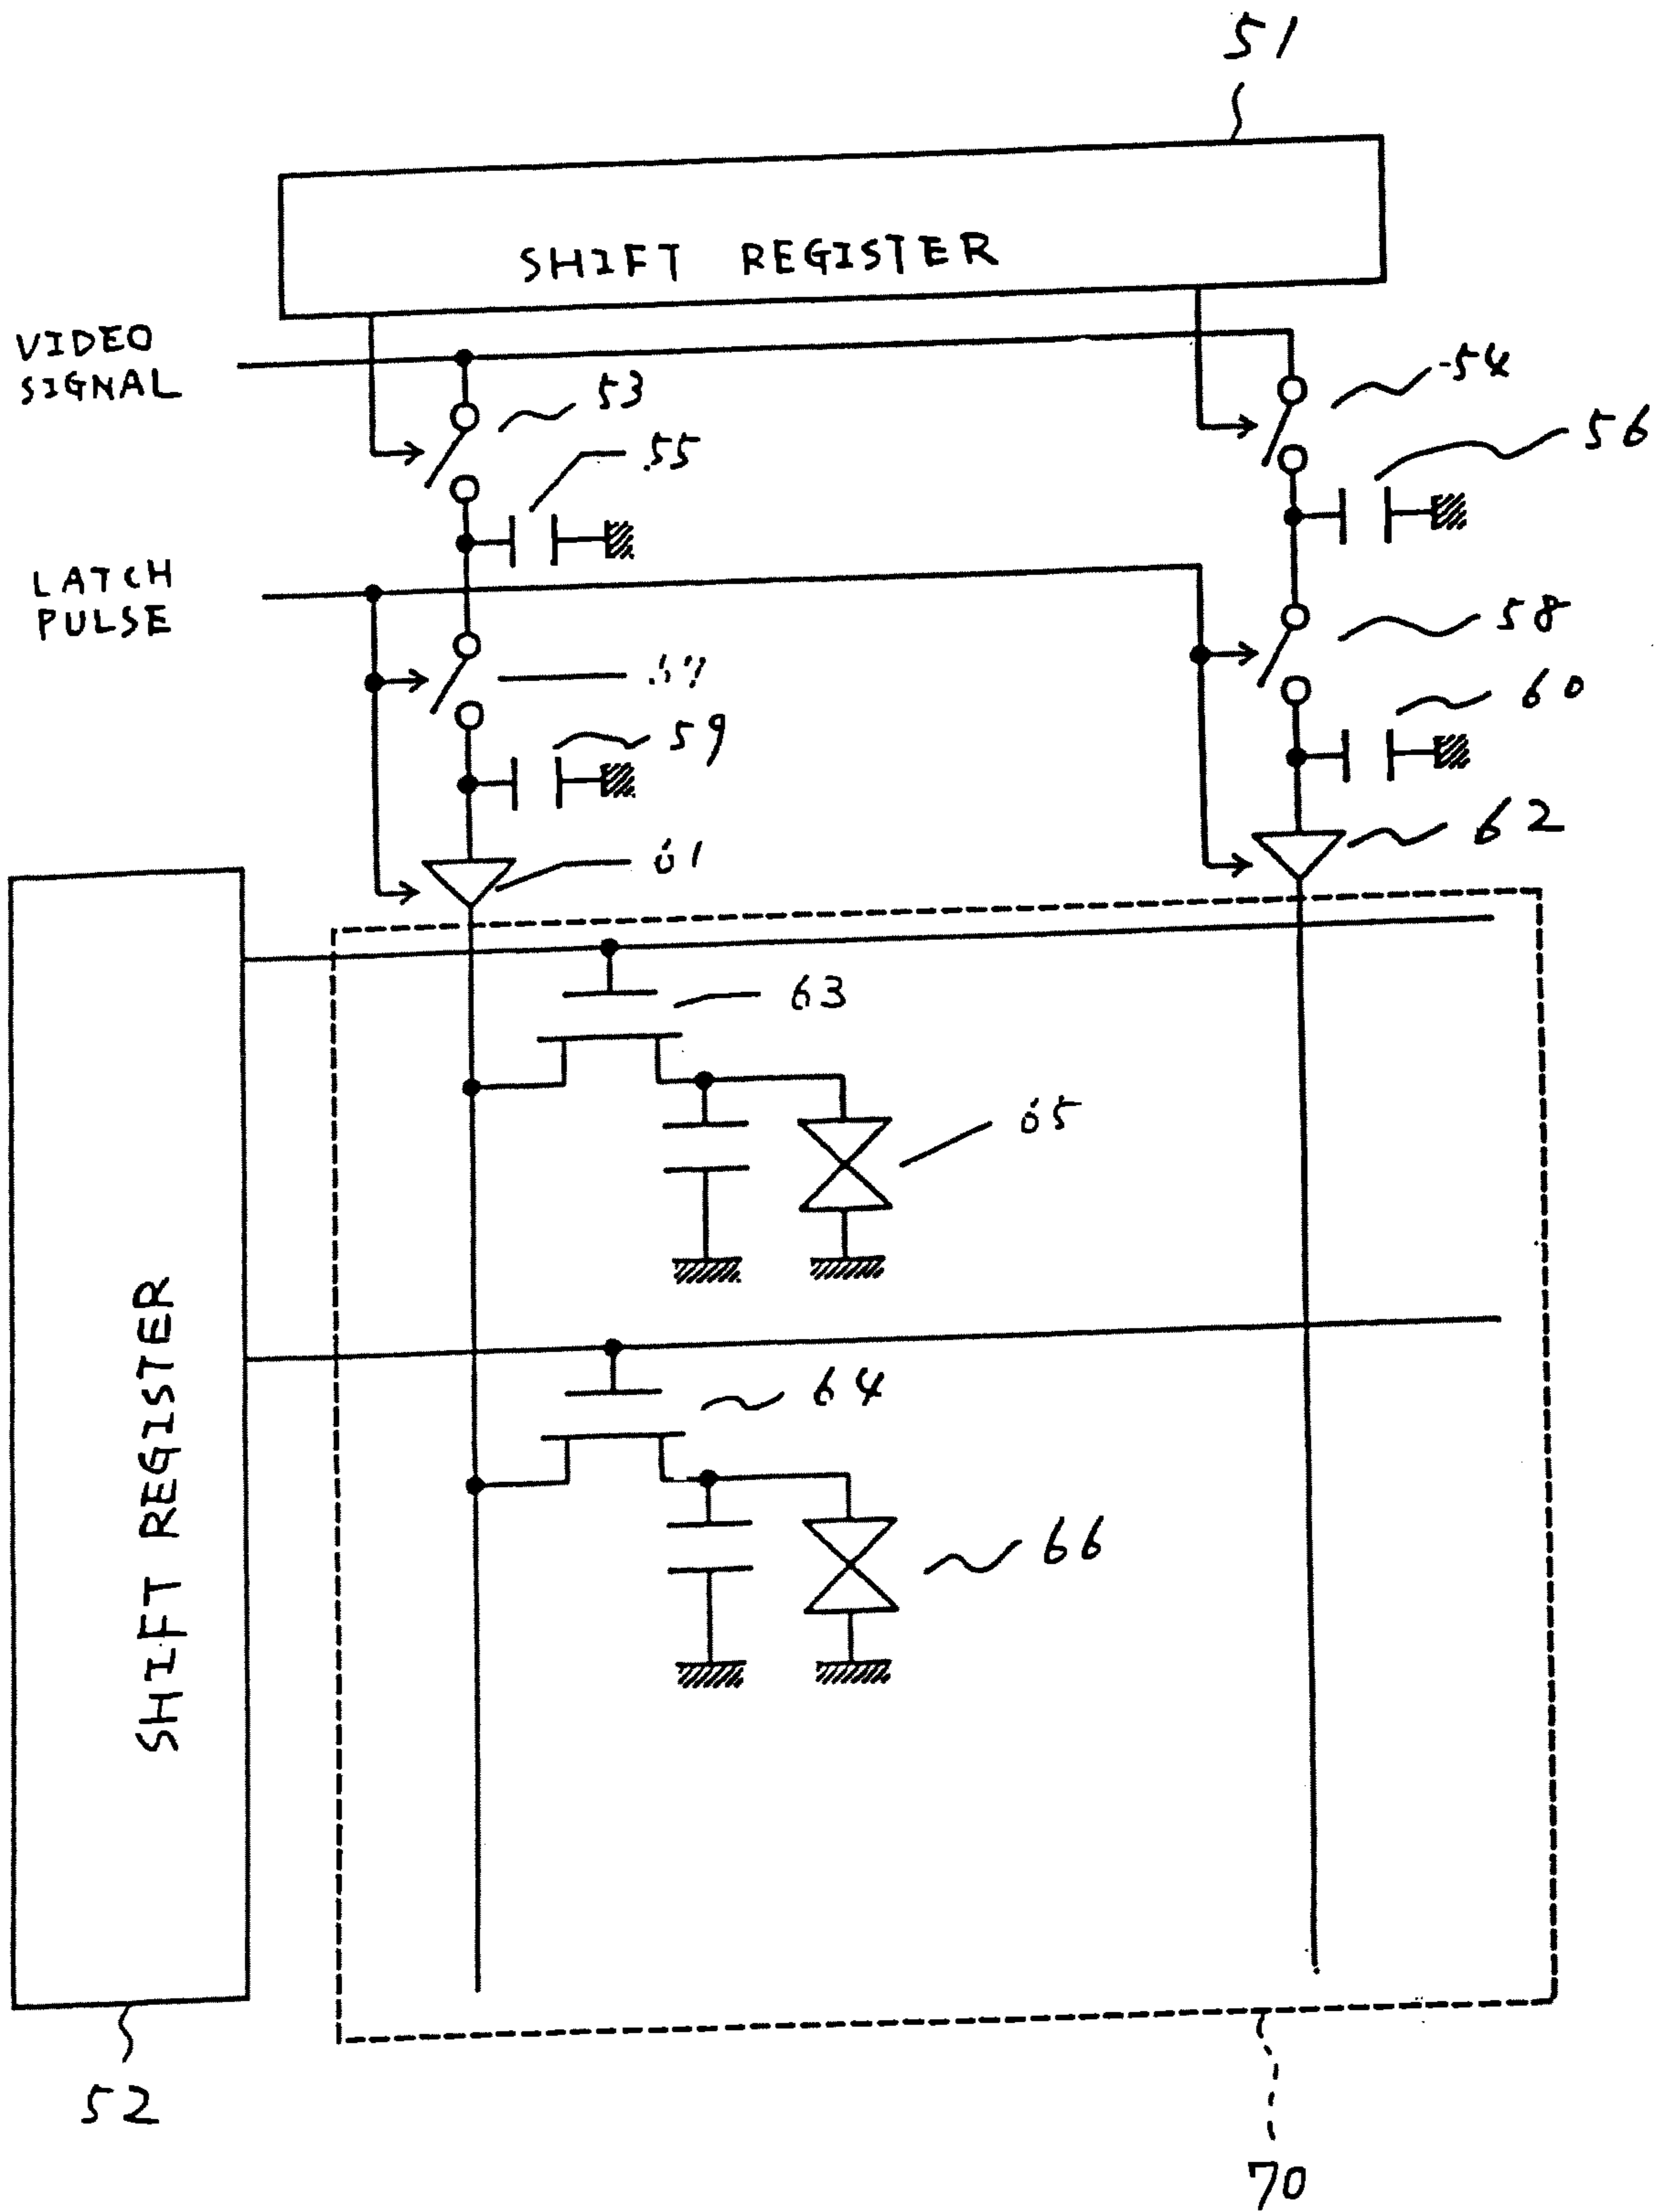 51
SHIFT REGISTER
VIDEO
SIGNAL
53
54
55
56
LATCH
PULSE
58
59
60
61
62
63
65
64
66
SHIFT REGISTER
52
70